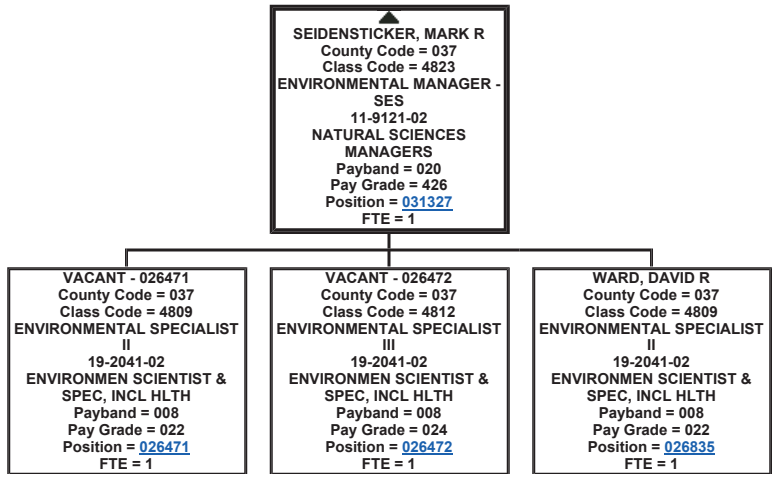 SEIDENSTICKER, MARK R
County Code = 037
Class Code = 4823
ENVIRONMENTAL MANAGER -
SES
11-9121-02
NATURAL SCIENCES
MANAGERS
Payband = 020
Pay Grade = 426
Position = 031327
FTE = 1
VACANT - 026471
County Code = 037
Class Code = 4809
ENVIRONMENTAL SPECIALIST
II
19-2041-02
ENVIRONMEN SCIENTIST &
SPEC, INCL HLTH
Payband = 008
Pay Grade = 022
Position = 026471
FTE = 1
VACANT - 026472
County Code = 037
Class Code = 4812
ENVIRONMENTAL SPECIALIST
III
19-2041-02
ENVIRONMEN SCIENTIST &
SPEC, INCL HLTH
Payband = 008
Pay Grade = 024
Position = 026472
FTE = 1
WARD, DAVID R
County Code = 037
Class Code = 4809
ENVIRONMENTAL SPECIALIST
II
19-2041-02
ENVIRONMEN SCIENTIST &
SPEC, INCL HLTH
Payband = 008
Pay Grade = 022
Position = 026835
FTE = 1